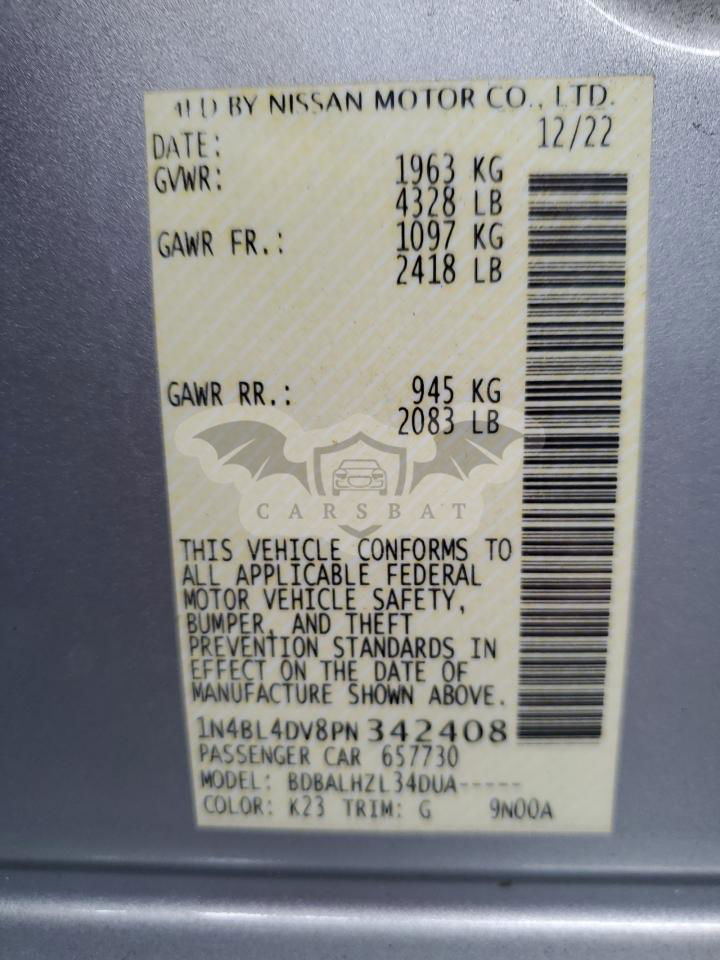 MFD BY NISSAN MOTOR CO., LTD.
DATE: 12/22
GVWR: 1963 KG
4328 LB
GAWR FR.: 1097 KG
2418 LB
GAWR RR.: 945 KG
2083 LB
CARSBAT
THIS VEHICLE CONFORMS TO
ALL APPLICABLE FEDERAL
MOTOR VEHICLE SAFETY,
BUMPER, AND THEFT
PREVENTION STANDARDS IN
EFFECT ON THE DATE OF
MANUFACTURE SHOWN ABOVE.
1N4BL4DV8PN342408
PASSENGER CAR 657730
MODEL: BDBALHZL34DUA-----
COLOR: K23 TRIM: G 9N00A